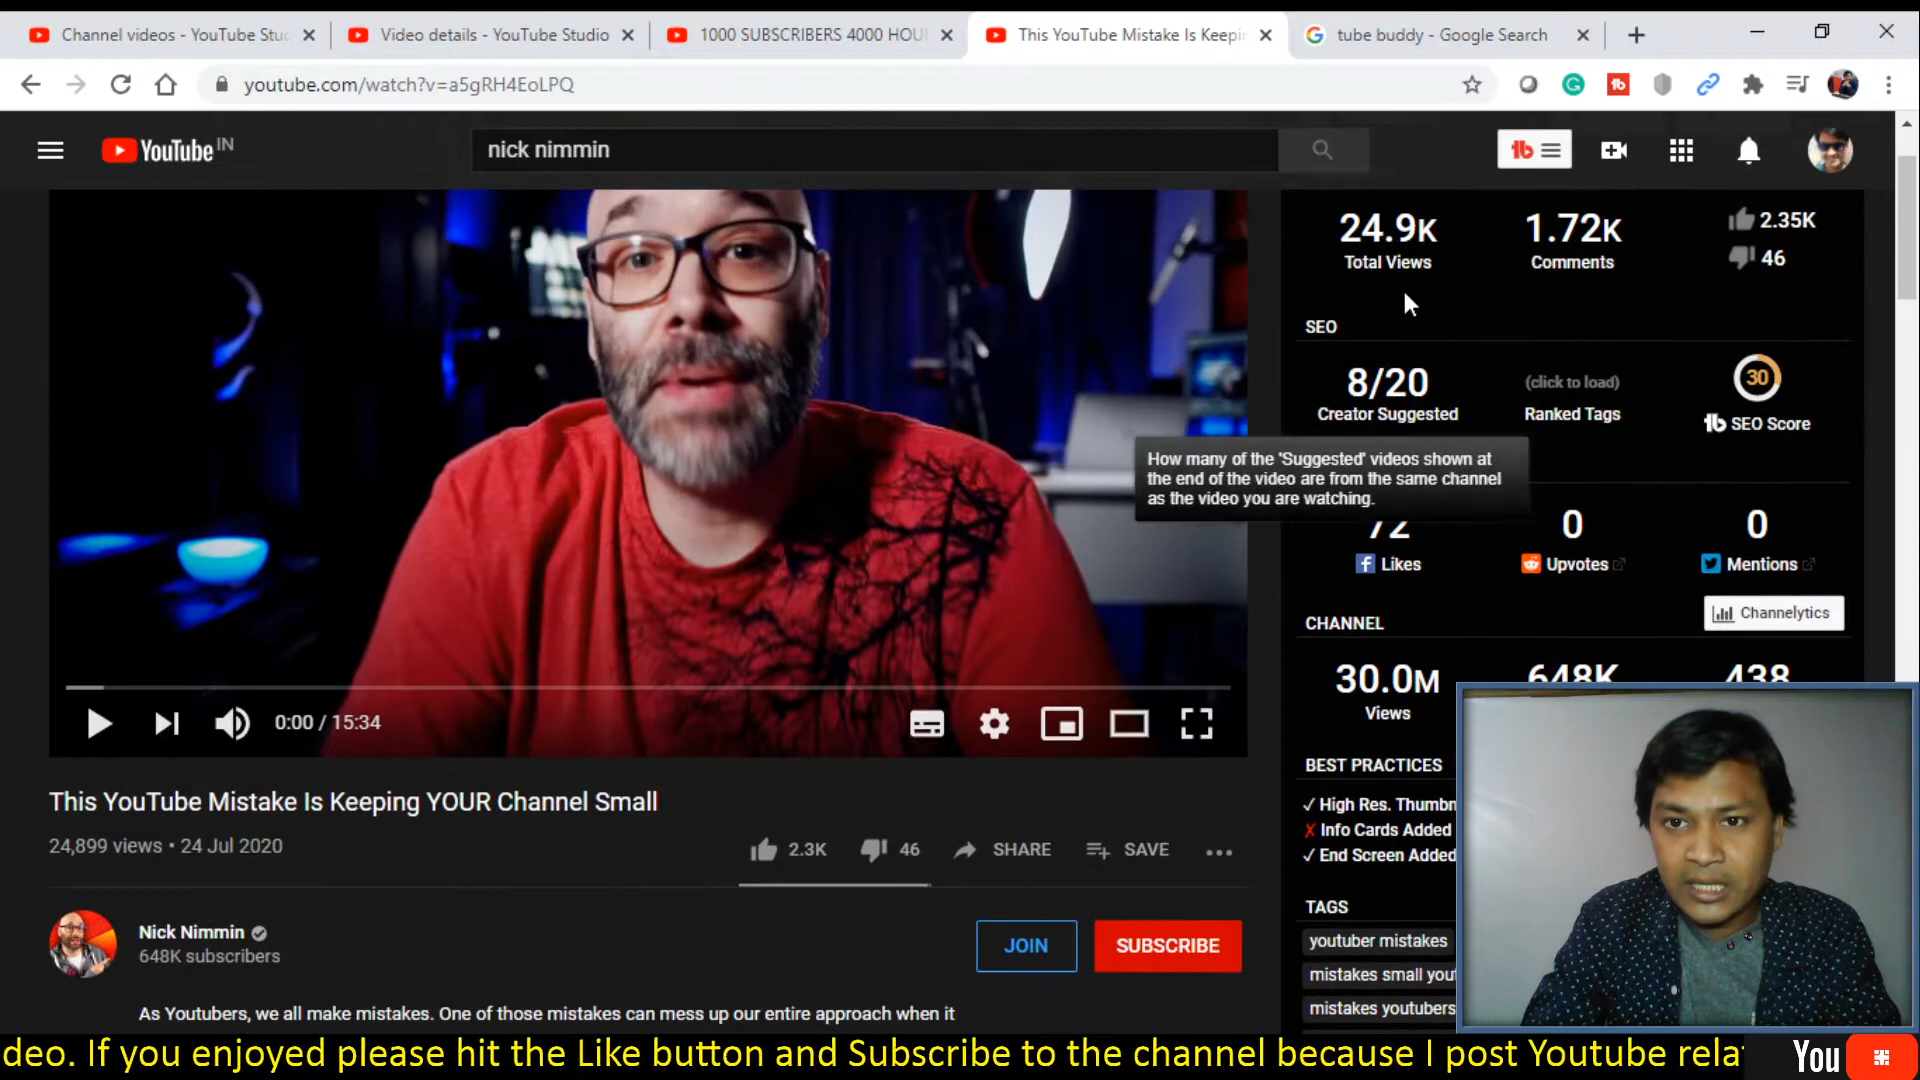 Channel videos - YouTube Stu
Video details - YouTube Studio
1000 SUBSCRIBERS 4000 HOU
This YouTube Mistake Is Keepi
tube buddy - Google Search
youtube.com/watch?v=a5gRH4EoLPQ
YouTube IN
nick nimmin
24.9K
Total Views
1.72K
Comments
2.35K
46
SEO
8/20
Creator Suggested
(click to load)
Ranked Tags
30
SEO Score
How many of the 'Suggested' videos shown at
the end of the video are from the same channel
as the video you are watching.
72
Likes
0
Upvotes
0
Mentions
CHANNEL
Channelytics
30.0M
Views
648K
438
BEST PRACTICES
✓ High Res. Thumbn
✗ Info Cards Added
✓ End Screen Added
TAGS
youtuber mistakes
mistakes small you
mistakes youtubers
0:00 / 15:34
This YouTube Mistake Is Keeping YOUR Channel Small
24,899 views • 24 Jul 2020
2.3K
46
SHARE
SAVE
Nick Nimmin
648K subscribers
JOIN
SUBSCRIBE
As Youtubers, we all make mistakes. One of those mistakes can mess up our entire approach when it
deo. If you enjoyed please hit the Like button and Subscribe to the channel because I post Youtube rela
You